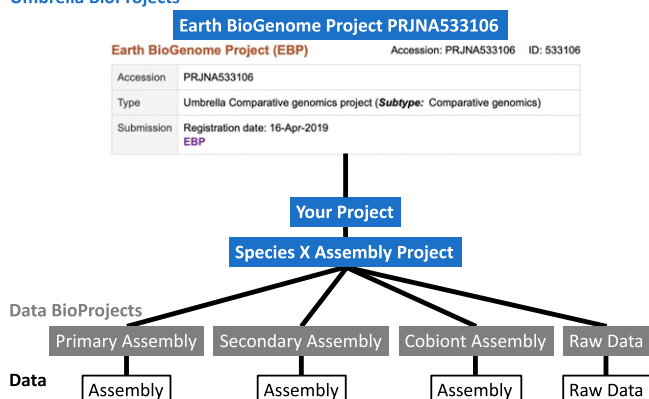 Umbrella BioProjects
Earth BioGenome Project PRJNA533106
Earth BioGenome Project (EBP) Accession: PRJNA533106 ID: 533106
Accession PRJNA533106
Type Umbrella Comparative genomics project (Subtype: Comparative genomics)
Submission Registration date: 16-Apr-2019
EBP
Your Project
Species X Assembly Project
Data BioProjects
Primary Assembly Secondary Assembly Cobiont Assembly Raw Data
Data
Assembly Assembly Assembly Raw Data